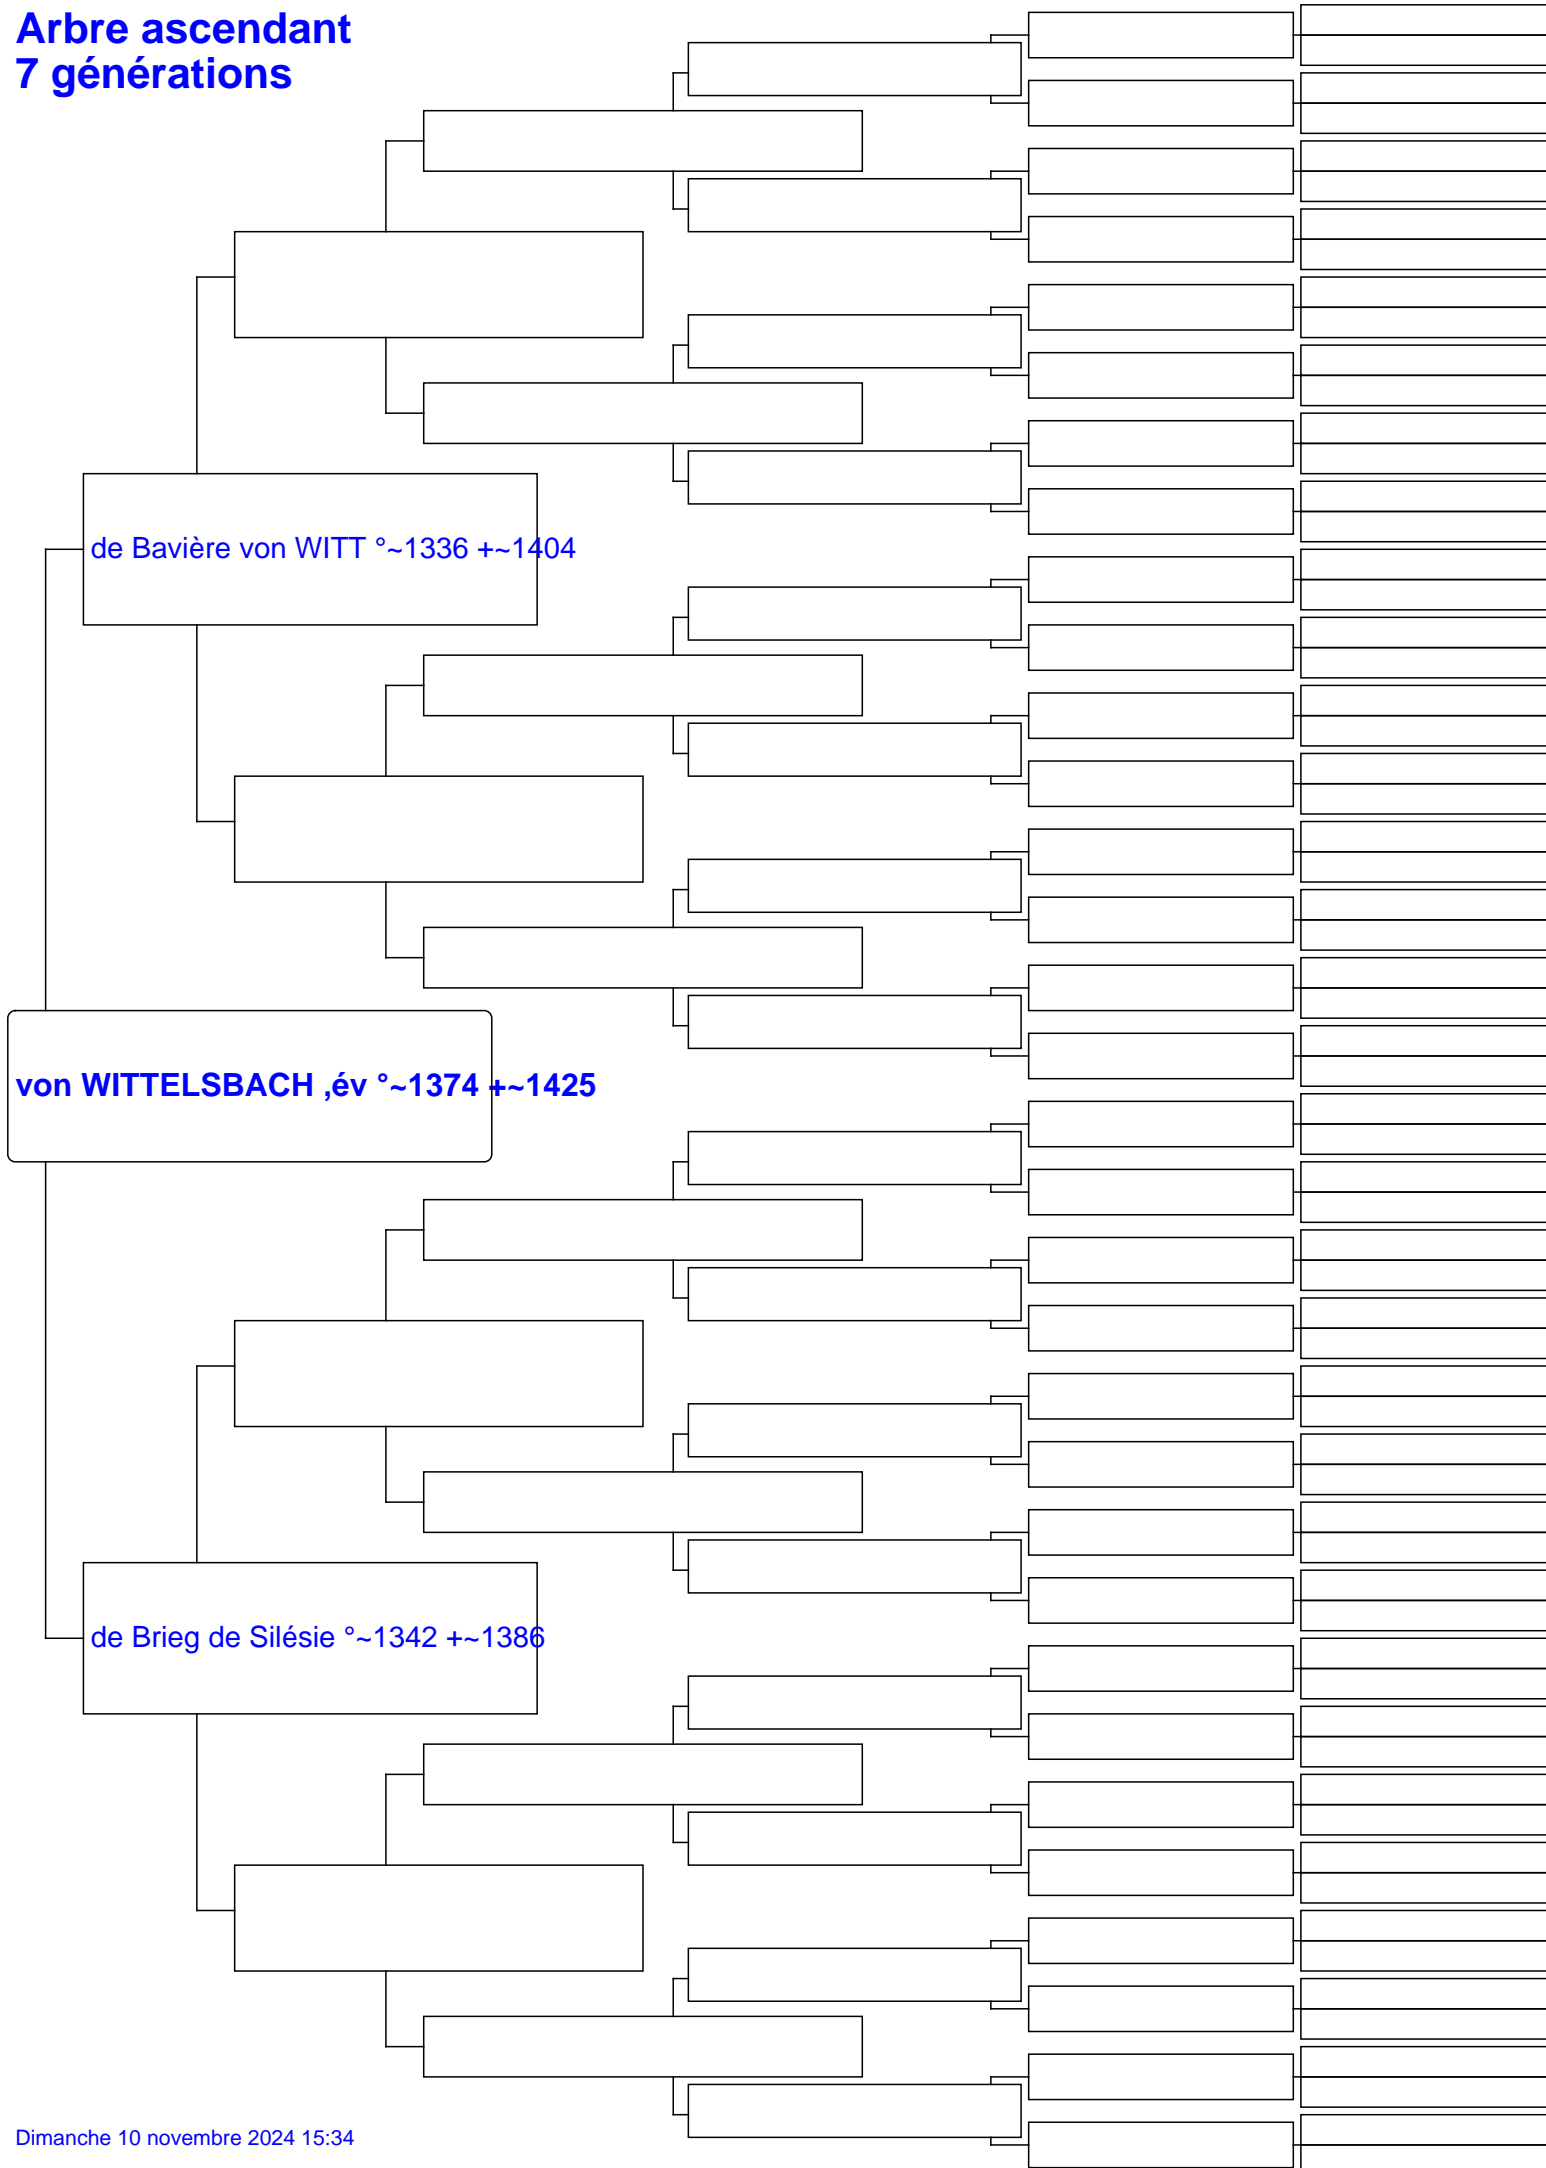 Arbre ascendant
7 générations
de Bavière von WITT °~1336 +~1404
von WITTELSBACH ,év °~1374 +~1425
de Brieg de Silésie °~1342 +~1386
Dimanche 10 novembre 2024 15:34